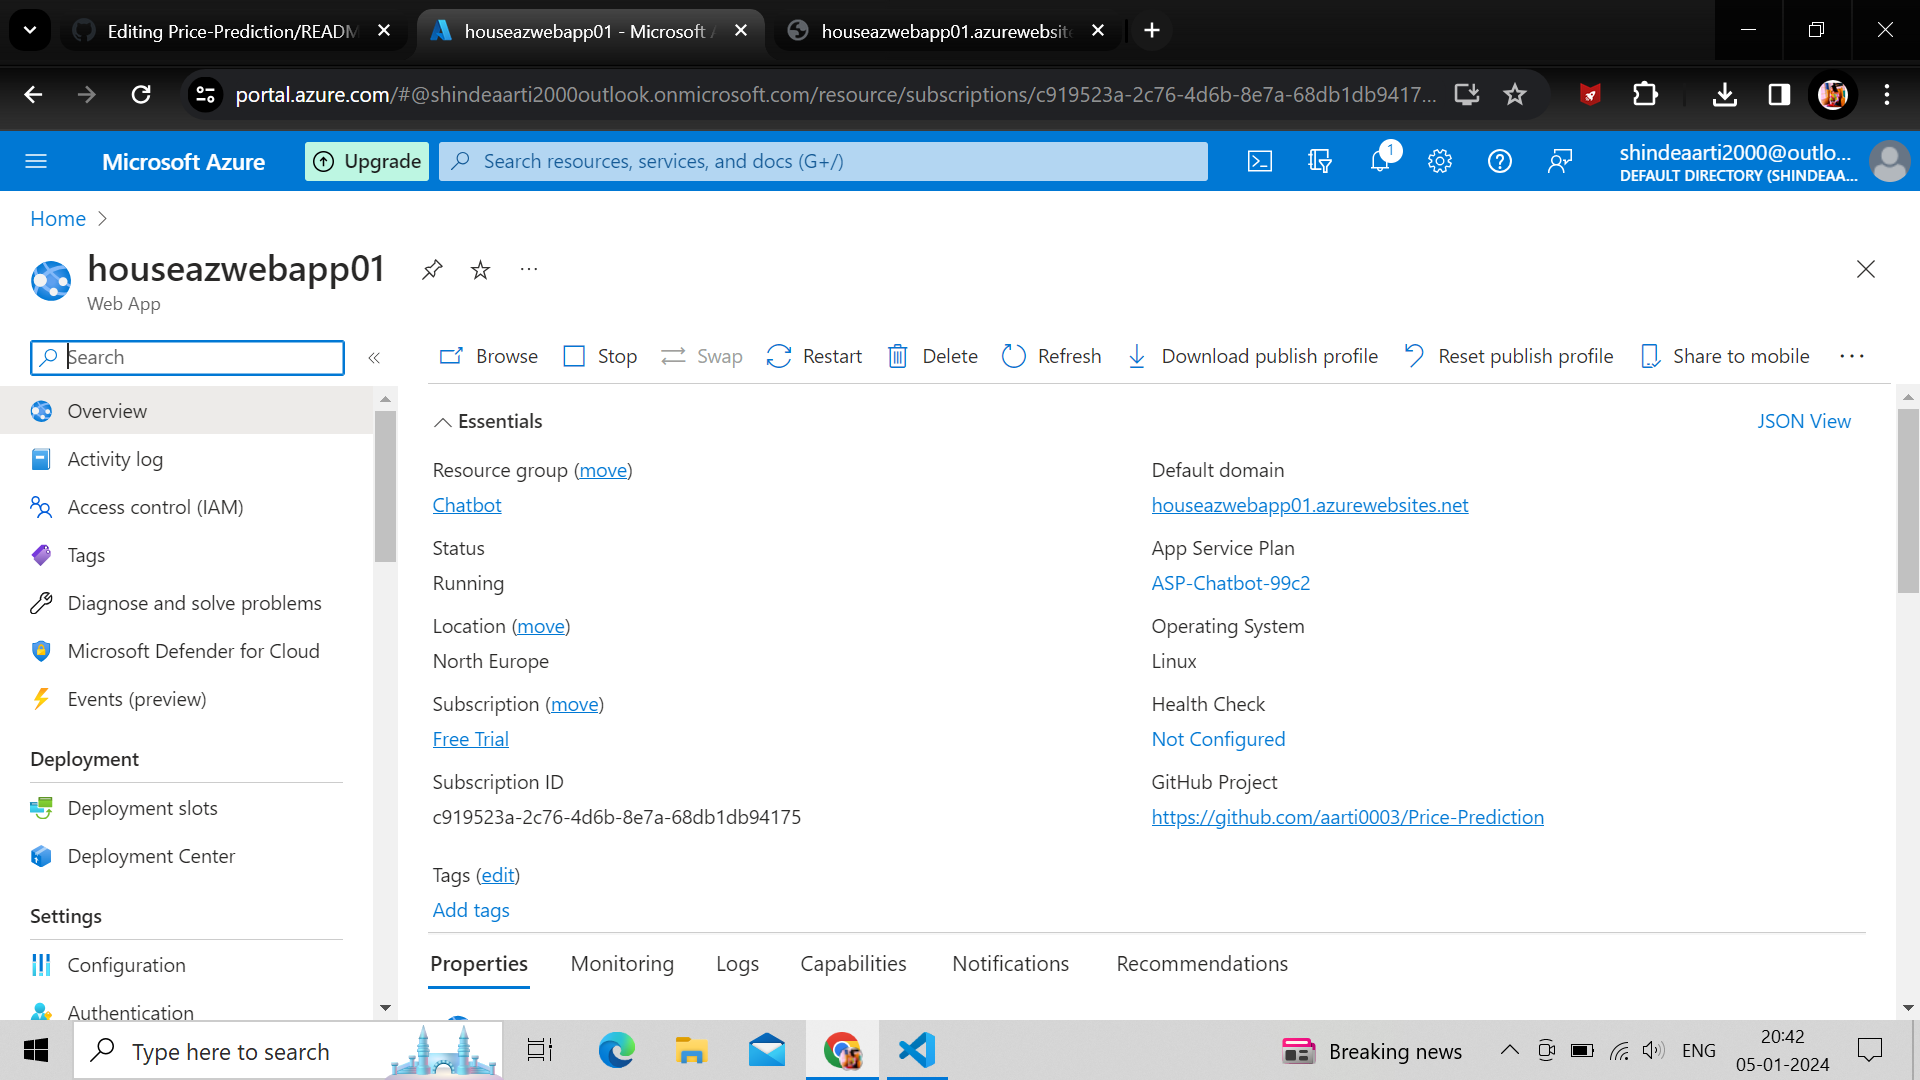 Editing Price-Prediction/READM
houseazwebapp01 - Microsoft A
houseazwebapp01.azurewebsite
portal.azure.com/#@shindeaarti2000outlook.onmicrosoft.com/resource/subscriptions/c919523a-2c76-4d6b-8e7a-68db1db9417...
Microsoft Azure
Upgrade
Search resources, services, and docs (G+/)
1
shindeaarti2000@outlo...
DEFAULT DIRECTORY (SHINDEAA...
Home
houseazwebapp01
...
Web App
Search
Browse
Stop
Swap
Restart
Delete
Refresh
Download publish profile
Reset publish profile
Share to mobile
...
Overview
Activity log
Access control (IAM)
Tags
Diagnose and solve problems
Microsoft Defender for Cloud
Events (preview)
Deployment
Deployment slots
Deployment Center
Settings
Configuration
Authentication
Essentials
JSON View
Resource group (move)
Chatbot
Status
Running
Location (move)
North Europe
Subscription (move)
Free Trial
Subscription ID
c919523a-2c76-4d6b-8e7a-68db1db94175
Default domain
houseazwebapp01.azurewebsites.net
App Service Plan
ASP-Chatbot-99c2
Operating System
Linux
Health Check
Not Configured
GitHub Project
https://github.com/aarti0003/Price-Prediction
Tags (edit)
Add tags
Properties
Monitoring
Logs
Capabilities
Notifications
Recommendations
Type here to search
Breaking news
ENG
20:42
05-01-2024